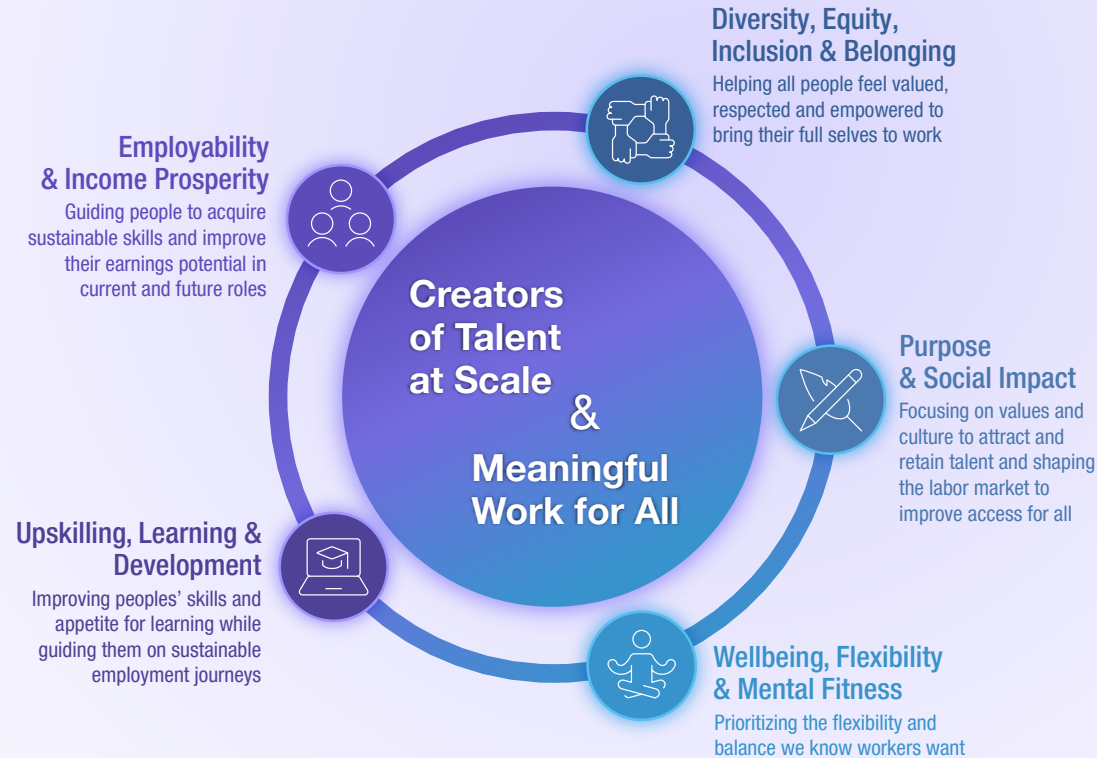 Diversity, Equity,
Inclusion & Belonging
Helping all people feel valued,
respected and empowered to
bring their full selves to work
Employability
& Income Prosperity
Guiding people to acquire
sustainable skills and improve
their earnings potential in
current and future roles
Creators
of Talent
at Scale
&
Meaningful
Work for All
Purpose
& Social Impact
Focusing on values and
culture to attract and
retain talent and shaping
the labor market to
improve access for all
Upskilling, Learning &
Development
Improving peoples’ skills and
appetite for learning while
guiding them on sustainable
employment journeys
Wellbeing, Flexibility
& Mental Fitness
Prioritizing the flexibility and
balance we know workers want